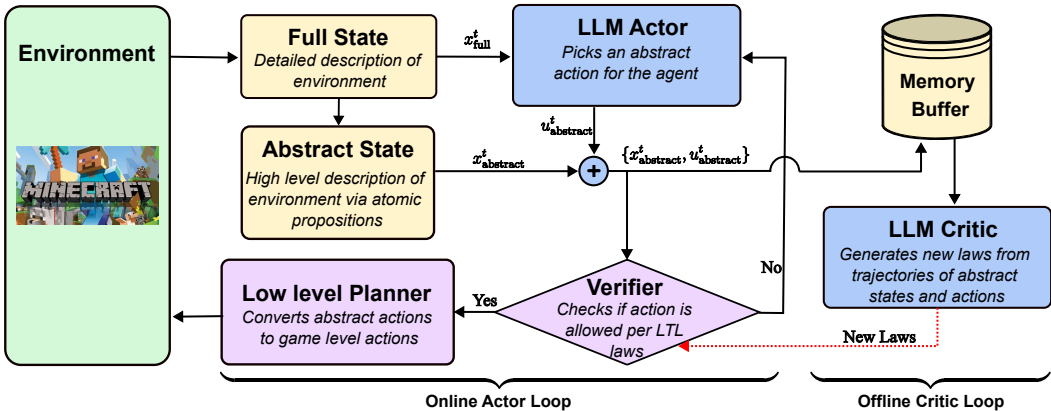 Environment
MINECRAFT
Full State
Detailed description of
environment
x^t_full
LLM Actor
Picks an abstract
action for the agent
Memory
Buffer
u^t_abstract
Abstract State
High level description of
environment via atomic
propositions
x^t_abstract
+
{x^t_abstract, u^t_abstract}
LLM Critic
Generates new laws from
trajectories of abstract
states and actions
No
Low level Planner
Converts abstract actions
to game level actions
Yes
Verifier
Checks if action is
allowed per LTL
laws
New Laws
Online Actor Loop
Offline Critic Loop